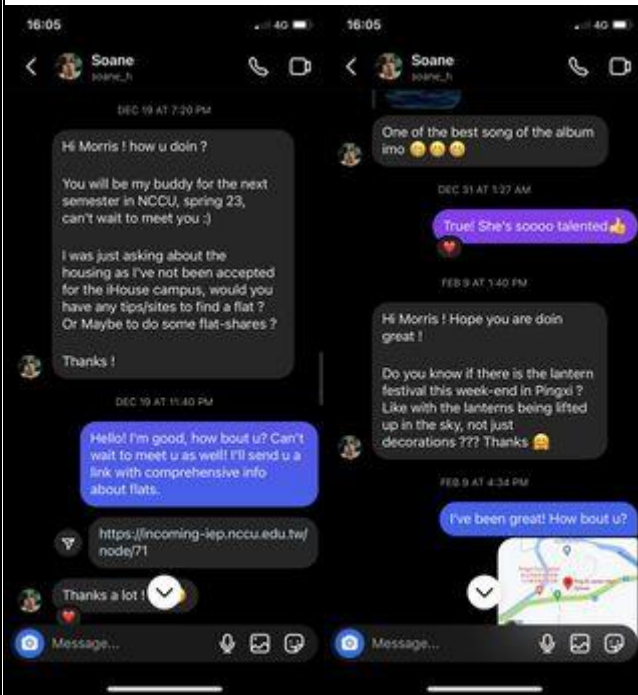 16:05
4G
Soane
soane_h
DEC 19 AT 7:20 PM
Hi Morris ! how u doin ?
You will be my buddy for the next
semester in NCCU, spring 23,
can't wait to meet you :)
I was just asking about the
housing as I've not been accepted
for the iHouse campus, would you
have any tips/sites to find a flat ?
Or Maybe to do some flat-shares ?
Thanks !
DEC 19 AT 11:40 PM
Hello! I'm good, how bout u? Can't
wait to meet u as well! I'll send u a
link with comprehensive info
about flats.
https://incoming-iep.nccu.edu.tw/
node/71
Thanks a lot !
Message...
16:05
4G
Soane
soane_h
One of the best song of the album
imo 😁😁😁
DEC 31 AT 1:27 AM
True! She's soooo talented👍
FEB 9 AT 1:40 PM
Hi Morris ! Hope you are doin
great !
Do you know if there is the lantern
festival this week-end in Pingxi ?
Like with the lanterns being lifted
up in the sky, not just
decorations ??? Thanks 🤗
FEB 9 AT 4:34 PM
I've been great! How bout u?
Message...